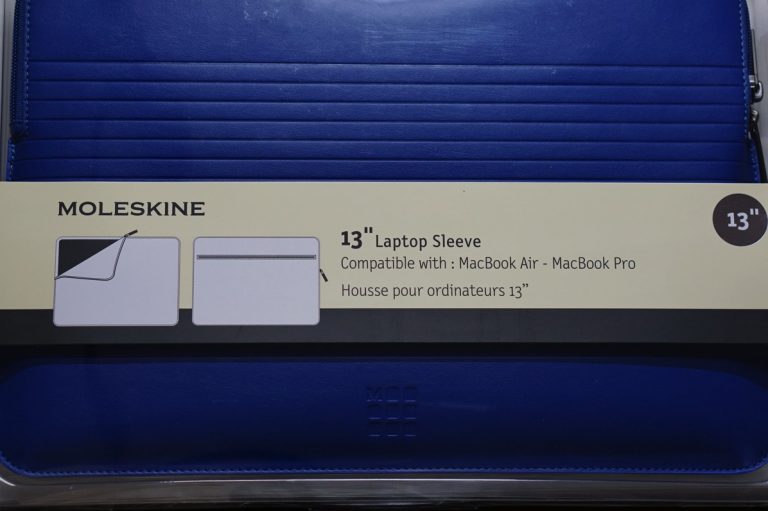 MOLESKINE
13" Laptop Sleeve
Compatible with : MacBook Air - MacBook Pro
Housse pour ordinateurs 13”
13"
M